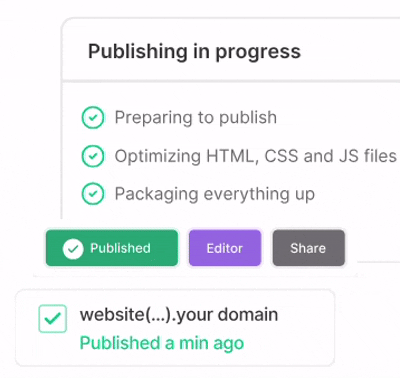 Publishing in progress
Preparing to publish
Optimizing HTML, CSS and JS files
Packaging everything up
Published Editor Share
website(...).your domain
Published a min ago